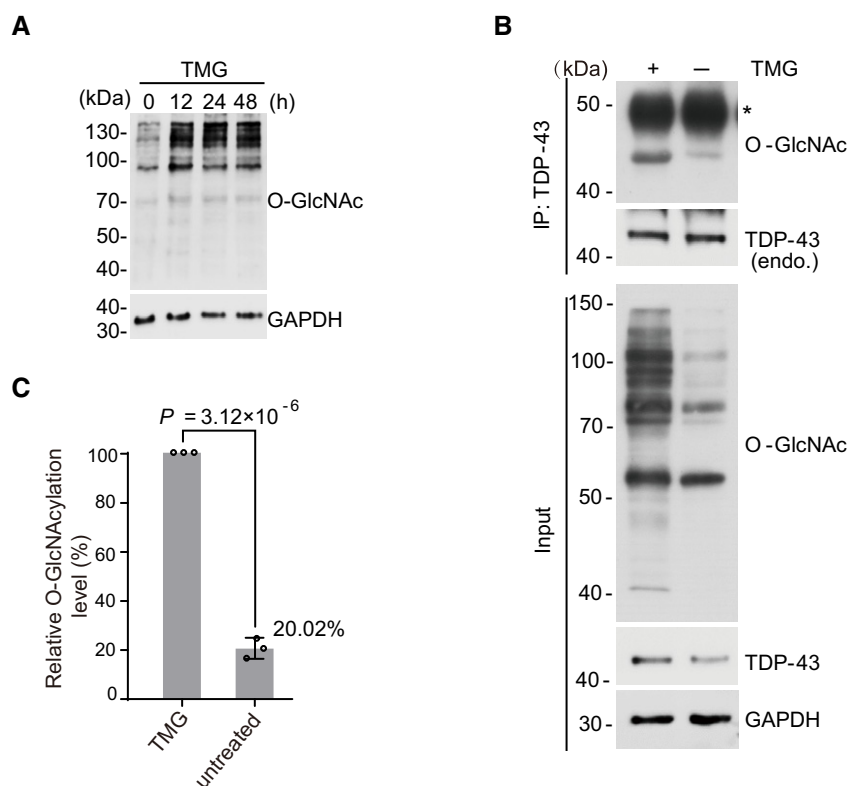 A
TMG
(kDa) 0 12 24 48 (h)
130-
100-
70-
50-
40-
O-GlcNAc
40-
30-
GAPDH
B
(kDa) + – TMG
IP: TDP-43
50 -
*
O -GlcNAc
40 -
40 -
TDP-43
(endo.)
Input
150 -
100-
70 -
50 -
40 -
O -GlcNAc
40 -
TDP-43
30 -
GAPDH
C
P = 3.12×10 -6
Relative O-GlcNAcylation
level (%)
100
80
60
40
20
0
20.02%
TMG
untreated